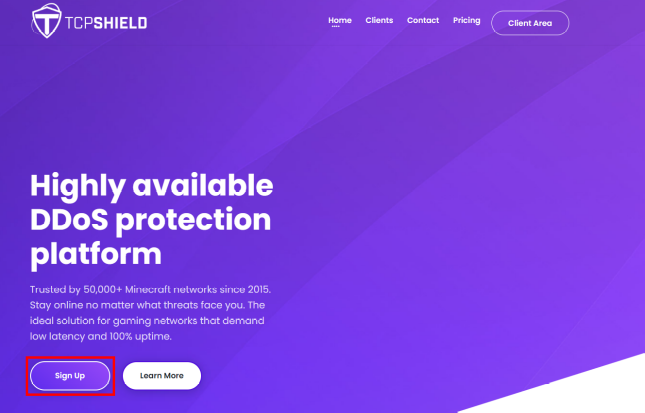 TCPSHIELD
Home Clients Contact Pricing Client Area
Highly available
DDoS protection
platform
Trusted by 50,000+ Minecraft networks since 2015.
Stay online no matter what threats face you. The
ideal solution for gaming networks that demand
low latency and 100% uptime.
Sign Up Learn More